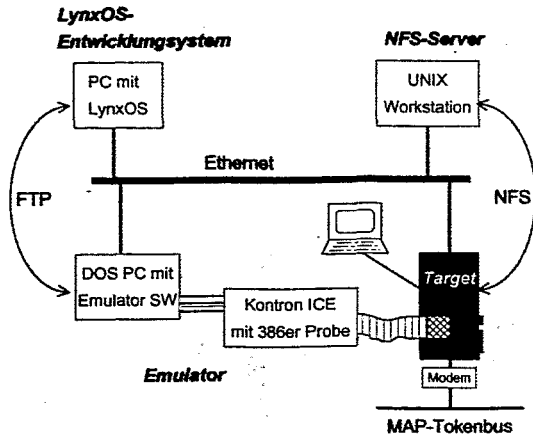 LynxOS-
Entwicklungsystem
NFS-Server
PC mit
LynxOS
UNIX
Workstation
Ethernet
FTP
NFS
DOS PC mit
Emulator SW
Kontron ICE
mit 386er Probe
Target
Emulator
Modem
MAP-Tokenbus